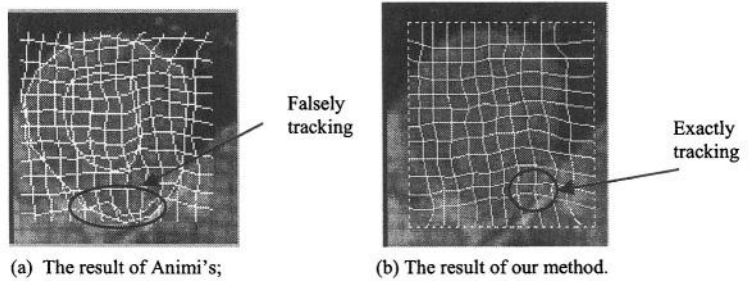 Falsely
tracking
Exactly
tracking
(a) The result of Animi's;
(b) The result of our method.